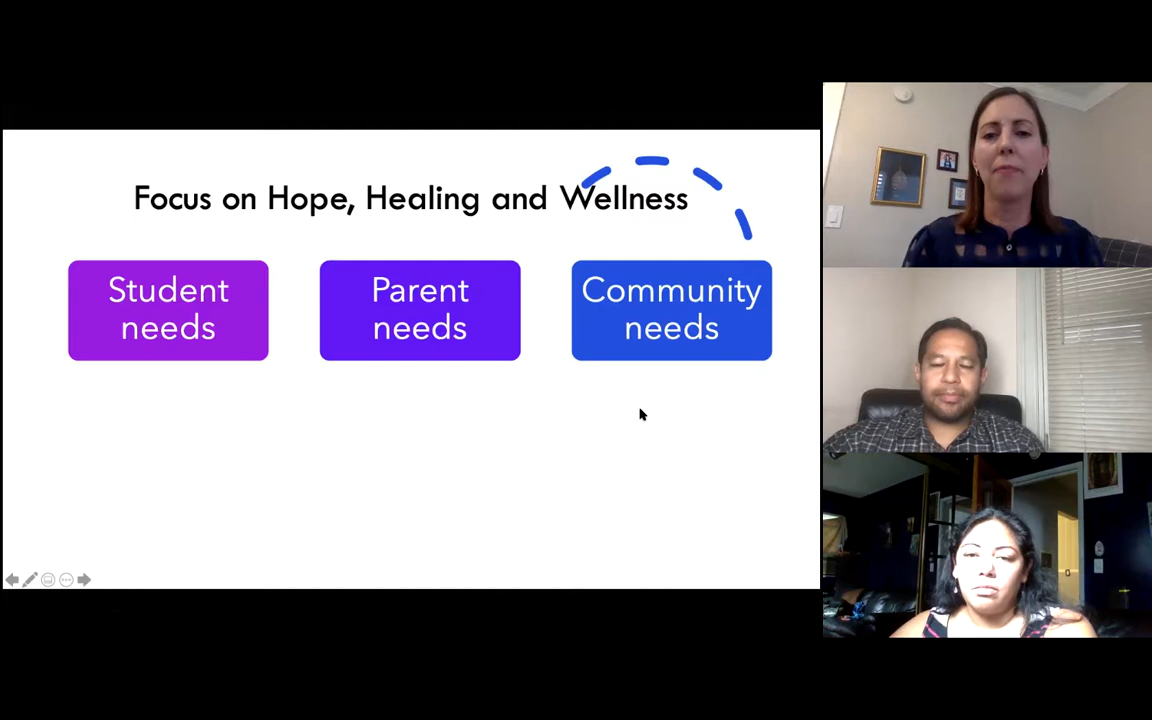 Focus on Hope, Healing and Wellness
Student
needs
Parent
needs
Community
needs